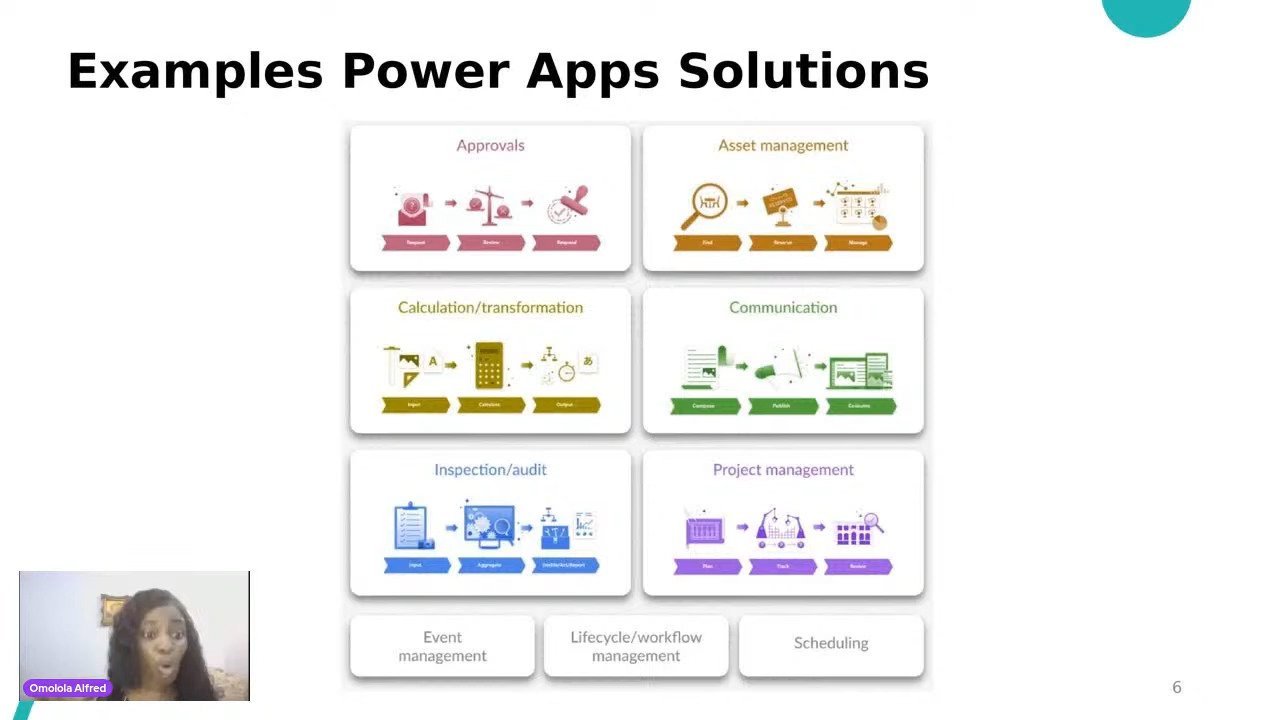 Examples Power Apps Solutions
Approvals
Request
Review
Respond
Asset management
Find
Reserve
Manage
Calculation/transformation
A
Input
Calculate
Output
Communication
Compose
Publish
Inspection/audit
Input
Aggregate
Project management
Plan
Track
Review
Event
management
Lifecycle/workflow
management
Scheduling
Omolola Alfred
6